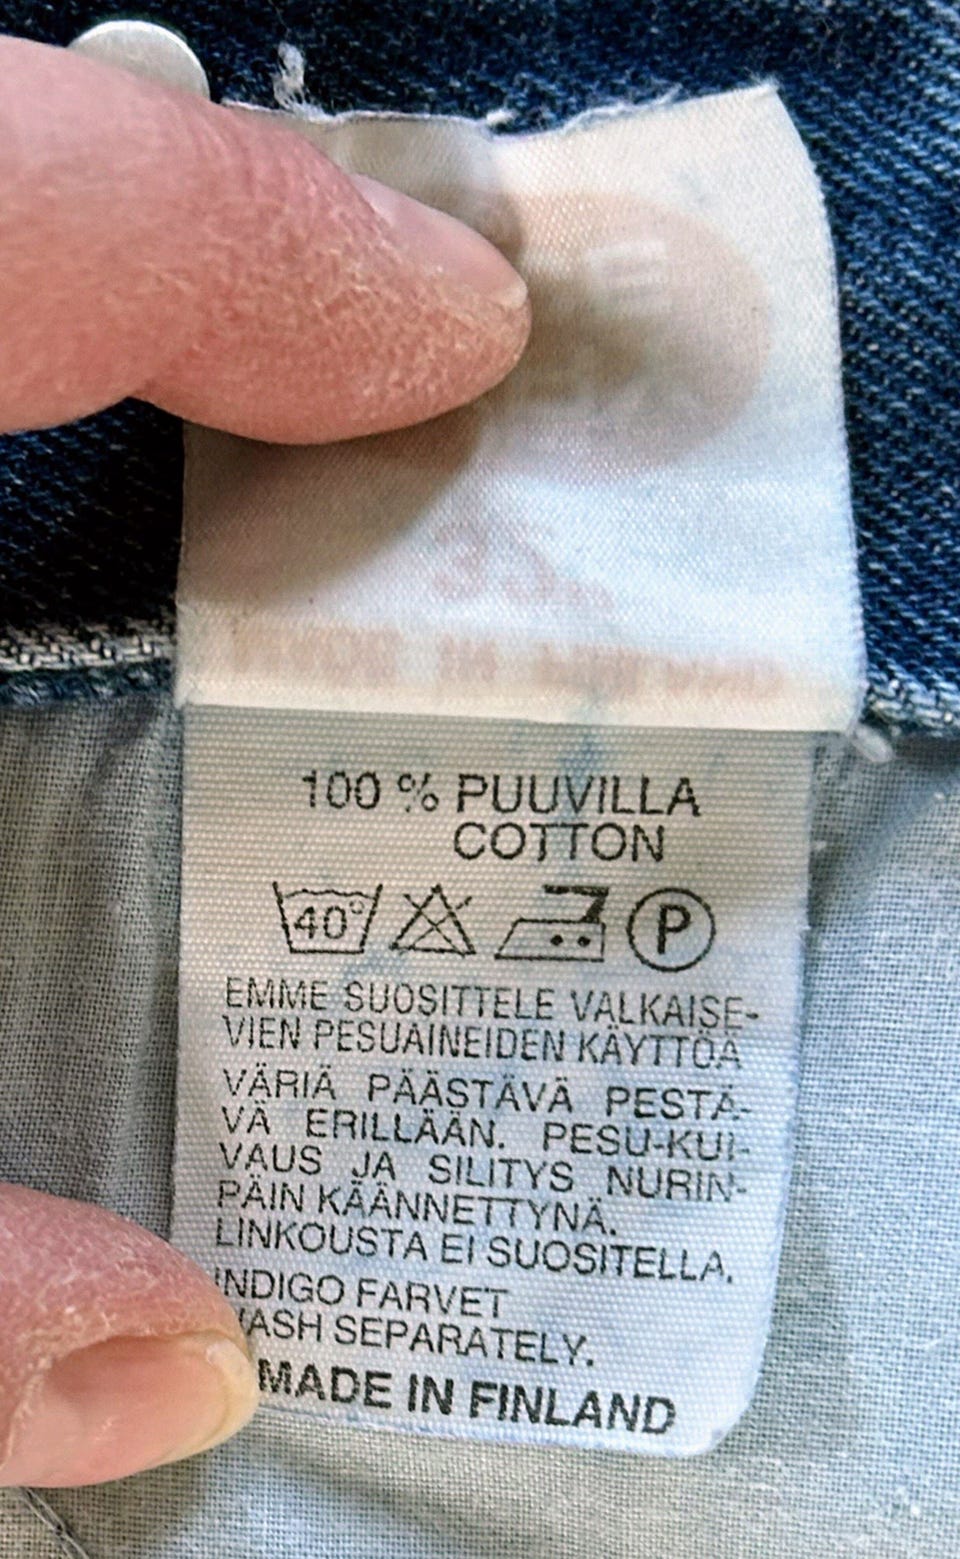 100 % PUUVILLA
COTTON
40° P
EMME SUOSITTELE VALKAISE-
VIEN PESUAINEIDEN KÄYTTÖÄ
VÄRIÄ PÄÄSTÄVÄ PESTÄ-
VÄ ERILLÄÄN. PESU-KUI-
VAUS JA SILITYS NURIN-
PÄIN KÄÄNNETTYNÄ.
LINKOUSTA EI SUOSITELLA.
INDIGO FARVET
WASH SEPARATELY.
MADE IN FINLAND